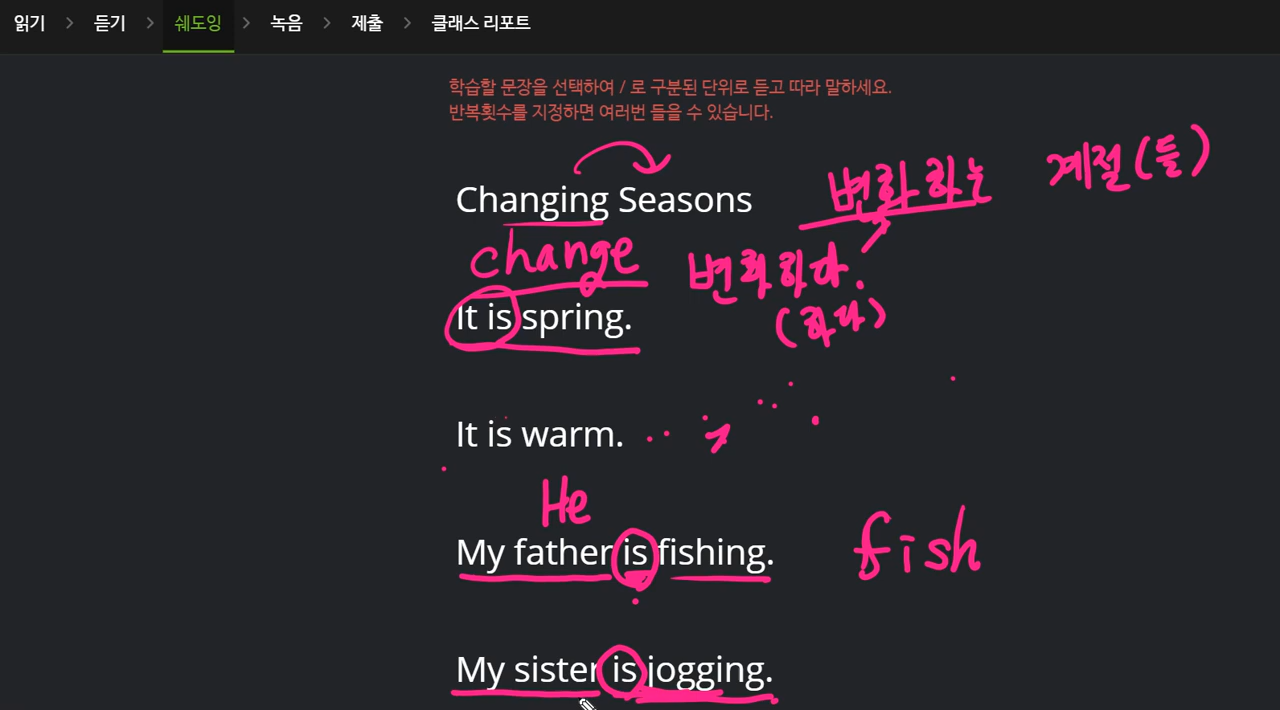 읽기 > 듣기 > 쉐도잉 > 녹음 > 제출 > 클래스 리포트
학습할 문장을 선택하여 / 로 구분된 단위로 듣고 따라 말하세요.
반복횟수를 지정하면 여러번 들을 수 있습니다.
Changing Seasons 변화하는 계절(들)
change 변화하다.
It is spring. (하다)
It is warm.
He
My father is fishing. fish
My sister is jogging.